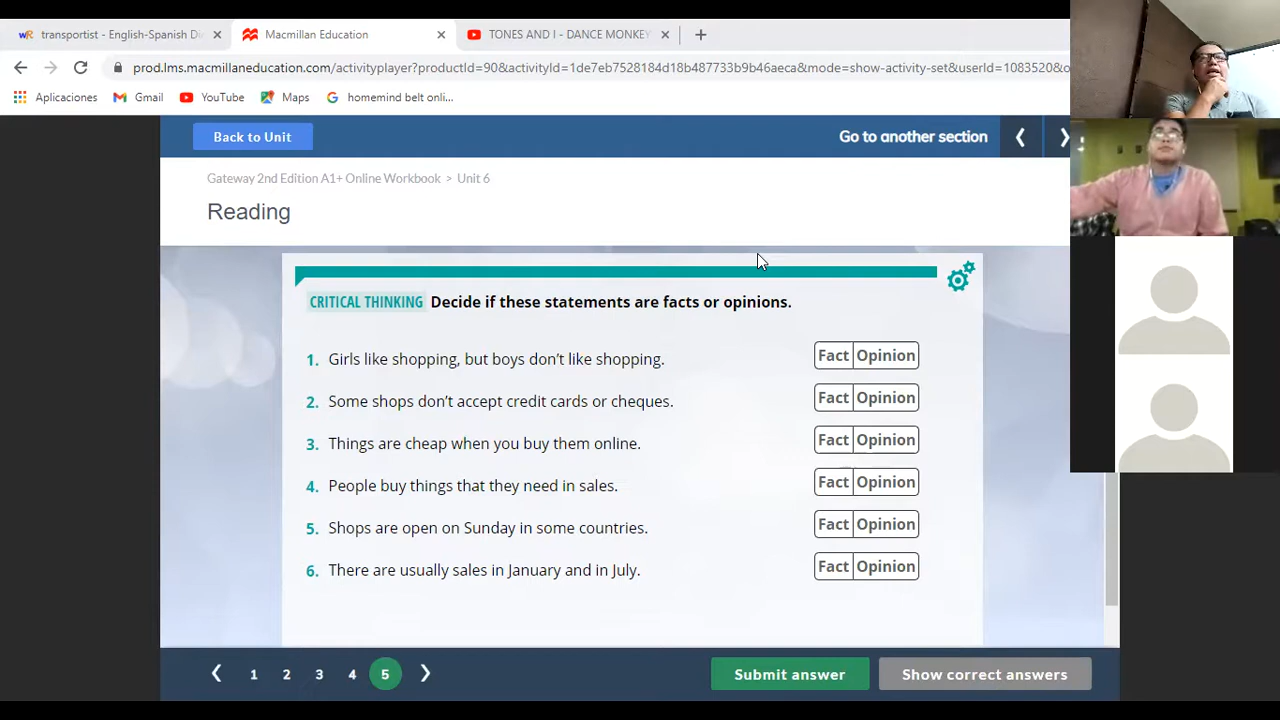 transportist - English-Spanish Di
Macmillan Education
TONES AND I - DANCE MONKEY
prod.lms.macmillaneducation.com/activityplayer?productId=90&activityId=1de7eb7528184d18b487733b9b46aeca&mode=show-activity-set&userId=1083520&o
Aplicaciones
Gmail
YouTube
Maps
homemind belt onli...
Back to Unit
Go to another section
Gateway 2nd Edition A1+ Online Workbook > Unit 6
Reading
CRITICAL THINKING Decide if these statements are facts or opinions.
1. Girls like shopping, but boys don't like shopping. Fact Opinion
2. Some shops don't accept credit cards or cheques. Fact Opinion
3. Things are cheap when you buy them online. Fact Opinion
4. People buy things that they need in sales. Fact Opinion
5. Shops are open on Sunday in some countries. Fact Opinion
6. There are usually sales in January and in July. Fact Opinion
1 2 3 4 5
Submit answer
Show correct answers